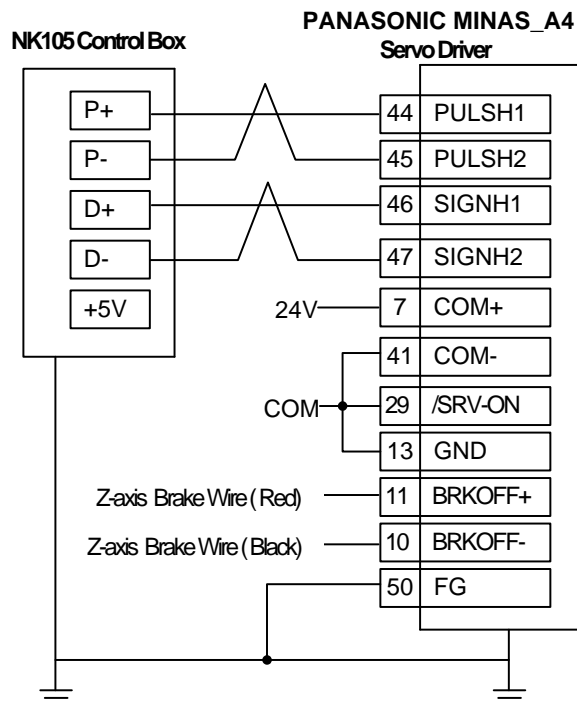 PANASONIC MINAS_A4
NK105 Control Box
Servo Driver
P+
44 PULSH1
P-
45 PULSH2
D+
46 SIGNH1
D-
47 SIGNH2
+5V
24V
7 COM+
41 COM-
COM
29 /SRV-ON
13 GND
Z-axis Brake Wire (Red)
11 BRKOFF+
Z-axis Brake Wire (Black)
10 BRKOFF-
50 FG